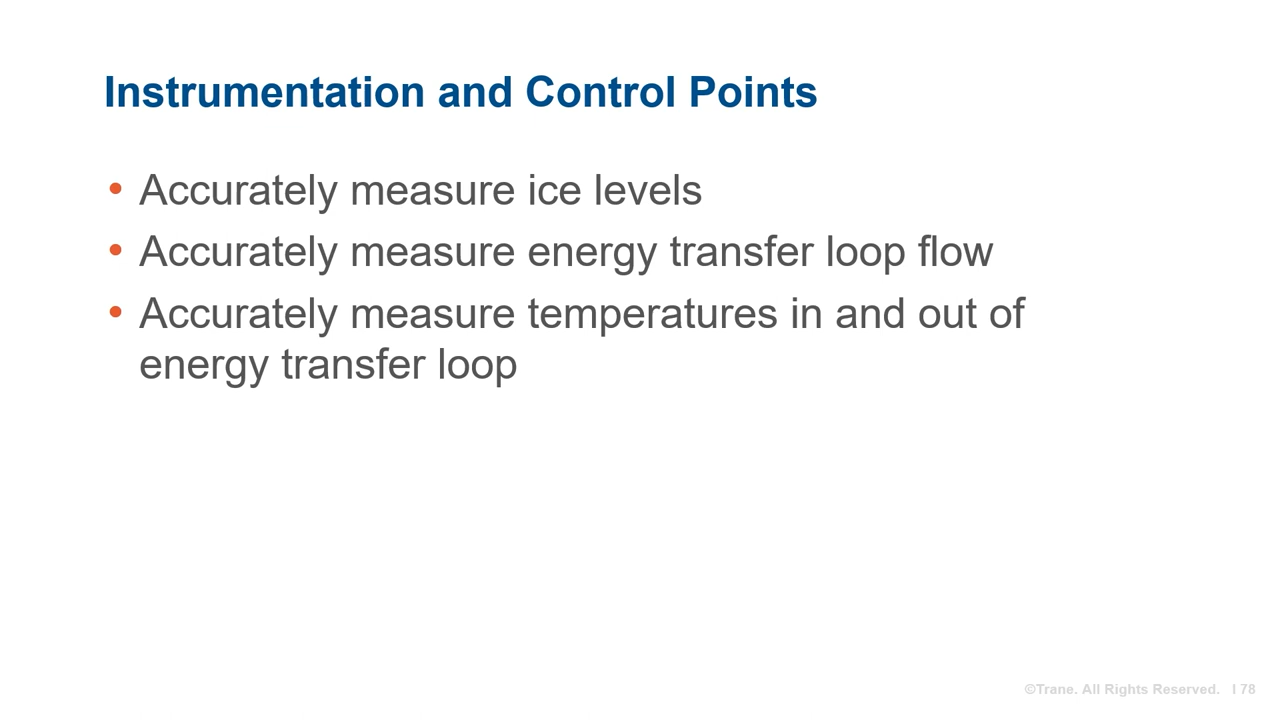 Instrumentation and Control Points
• Accurately measure ice levels
• Accurately measure energy transfer loop flow
• Accurately measure temperatures in and out of
energy transfer loop
©Trane. All Rights Reserved. I 78